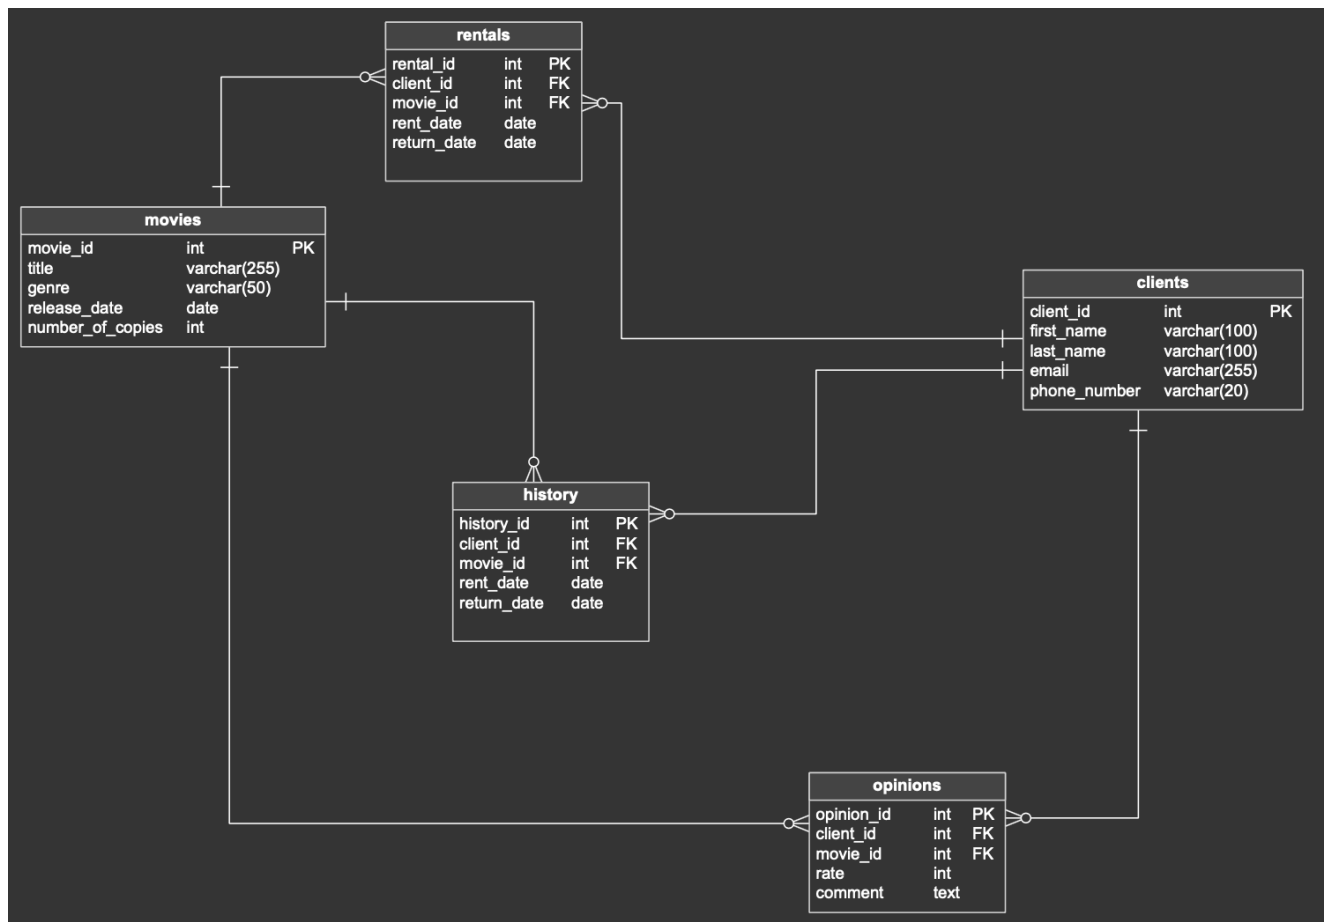 rentals
rental_id int PK
client_id int FK
movie_id int FK
rent_date date
return_date date
movies
movie_id int PK
title varchar(255)
genre varchar(50)
release_date date
number_of_copies int
clients
client_id int PK
first_name varchar(100)
last_name varchar(100)
email varchar(255)
phone_number varchar(20)
history
history_id int PK
client_id int FK
movie_id int FK
rent_date date
return_date date
opinions
opinion_id int PK
client_id int FK
movie_id int FK
rate int
comment text